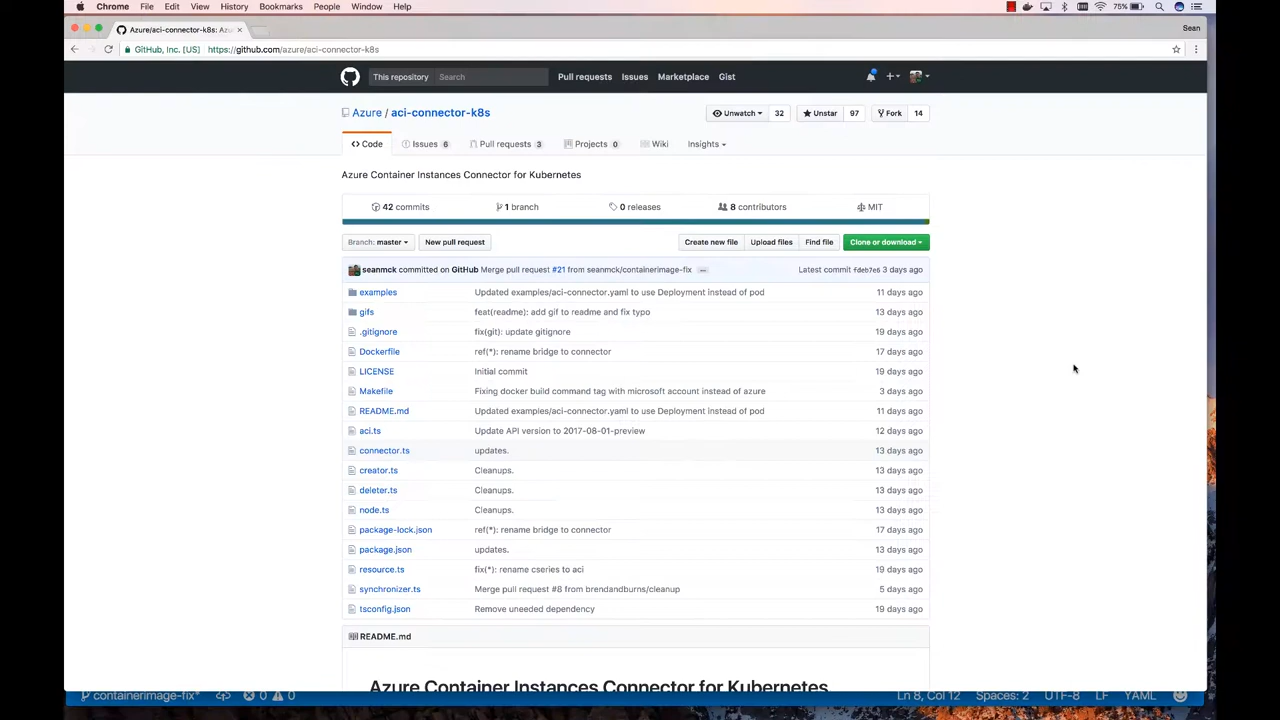 Chrome File Edit View History Bookmarks People Window Help 75%
Azure/aci-connector-k8s: Azu × Sean
GitHub, Inc. [US] https://github.com/azure/aci-connector-k8s
This repository Search Pull requests Issues Marketplace Gist
Azure / aci-connector-k8s Unwatch 32 Unstar 97 Fork 14
Code Issues 6 Pull requests 3 Projects 0 Wiki Insights
Azure Container Instances Connector for Kubernetes
42 commits 1 branch 0 releases 8 contributors MIT
Branch: master New pull request Create new file Upload files Find file Clone or download
seanmck committed on GitHub Merge pull request #21 from seanmck/containerimage-fix ... Latest commit fdeb7e6 3 days ago
examples Updated examples/aci-connector.yaml to use Deployment instead of pod 11 days ago
gifs feat(readme): add gif to readme and fix typo 13 days ago
.gitignore fix(git): update gitignore 19 days ago
Dockerfile ref(*): rename bridge to connector 17 days ago
LICENSE Initial commit 19 days ago
Makefile Fixing docker build command tag with microsoft account instead of azure 3 days ago
README.md Updated examples/aci-connector.yaml to use Deployment instead of pod 11 days ago
aci.ts Update API version to 2017-08-01-preview 12 days ago
connector.ts updates. 13 days ago
creator.ts Cleanups. 13 days ago
deleter.ts Cleanups. 13 days ago
node.ts Cleanups. 13 days ago
package-lock.json ref(*): rename bridge to connector 17 days ago
package.json updates. 13 days ago
resource.ts fix(*): rename cseries to aci 19 days ago
synchronizer.ts Merge pull request #8 from brendandburns/cleanup 5 days ago
tsconfig.json Remove uneeded dependency 19 days ago
README.md
Azure Container Instances Connector for Kubernetes
containerimage-fix* 0 0 Ln 8, Col 12 Spaces: 2 UTF-8 LF YAML